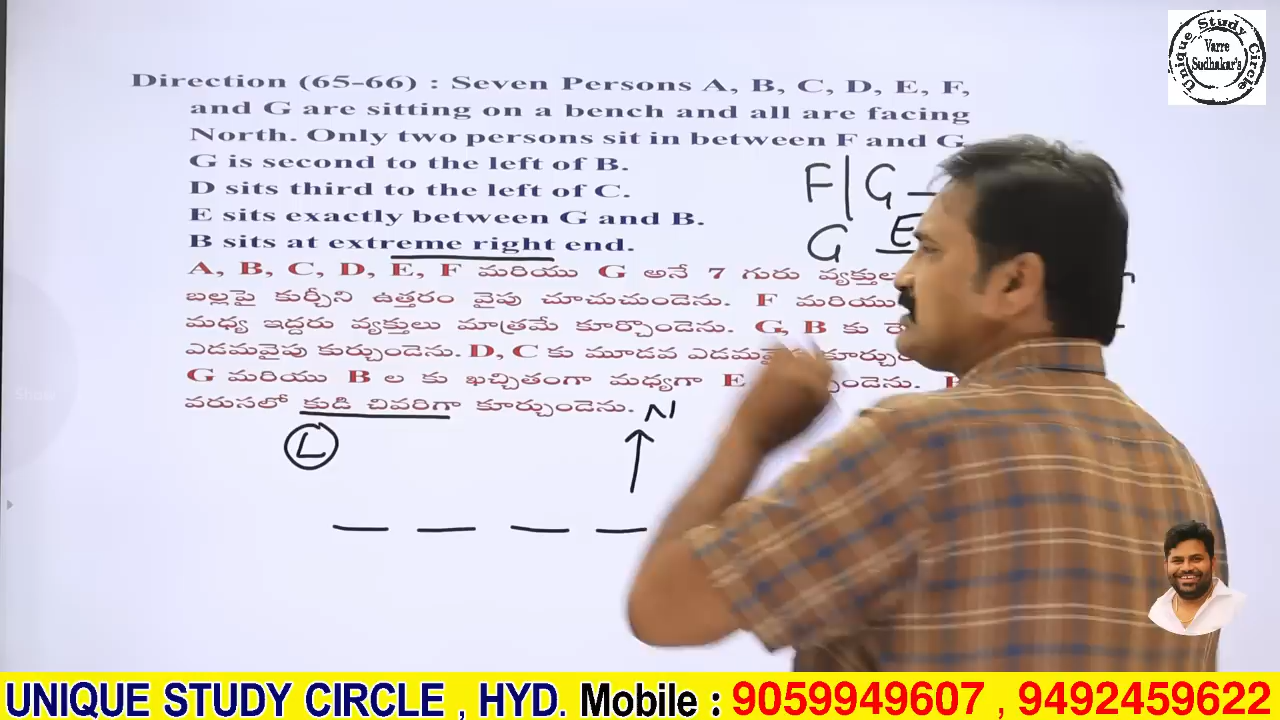 Direction (65-66) : Seven Persons A, B, C, D, E, F,
and G are sitting on a bench and all are facing
North. Only two persons sit in between F and G.
G is second to the left of B.
D sits third to the left of C.
E sits exactly between G and B.
B sits at extreme right end.
A, B, C, D, E, F మరియు G అనే 7 గురు వ్యక్తులు
బల్లపై కుర్చీని ఉత్తరం వైపు చూచుచుండెను. F మరియు
మధ్య ఇద్దరు వ్యక్తులు మాత్రమే కూర్చొండెను. G, B కు
ఎడమవైపు కుర్చుండెను. D, C కు మూడవ ఎడమవైపు
G మరియు B ల కు ఖచ్చితంగా మధ్యగా E
వరుసలో కుడి చివరిగా కూర్చుండెను.
F | G
G E
L
N
Unique Study Circle
Varre
Sudhakar's
UNIQUE STUDY CIRCLE , HYD. Mobile : 9059949607 , 9492459622